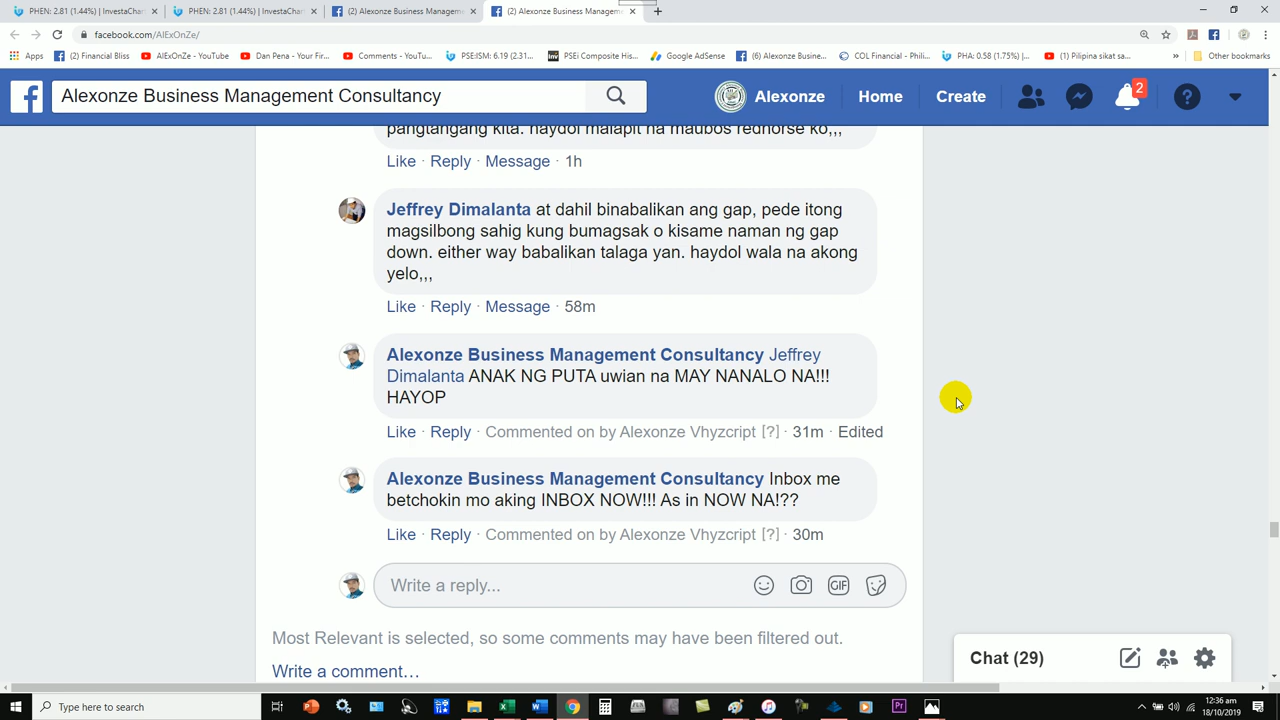 PHEN: 2.81 (1.44%) | InvestaChar
PHEN: 2.81 (1.44%) | InvestaChar
(2) Alexonze Business Managem
(2) Alexonze Business Managem
facebook.com/AlExOnZe/
Apps
(2) Financial Bliss
AlExOnZe - YouTube
Dan Pena - Your Fir...
Comments - YouTu...
PSE:ISM: 6.19 (2.31...
PSEi Composite His...
Google AdSense
(6) Alexonze Busine...
COL Financial - Phili...
PHA: 0.58 (1.75%)...
(1) Pilipina sikat sa...
»
Other bookmarks
Alexonze Business Management Consultancy
Alexonze
Home
Create
2
pangtangang kita. haydol malapit na maubos redhorse ko,,,
Like · Reply · Message · 1h
Jeffrey Dimalanta at dahil binabalikan ang gap, pede itong
magsilbong sahig kung bumagsak o kisame naman ng gap
down. either way babalikan talaga yan. haydol wala na akong
yelo,,,
Like · Reply · Message · 58m
Alexonze Business Management Consultancy Jeffrey
Dimalanta ANAK NG PUTA uwian na MAY NANALO NA!!!
HAYOP
Like · Reply · Commented on by Alexonze Vhyzcript [?] · 31m · Edited
Alexonze Business Management Consultancy Inbox me
betchokin mo aking INBOX NOW!!! As in NOW NA!??
Like · Reply · Commented on by Alexonze Vhyzcript [?] · 30m
Write a reply...
GIF
Most Relevant is selected, so some comments may have been filtered out.
Write a comment...
Chat (29)
Type here to search
12:36 am
18/10/2019